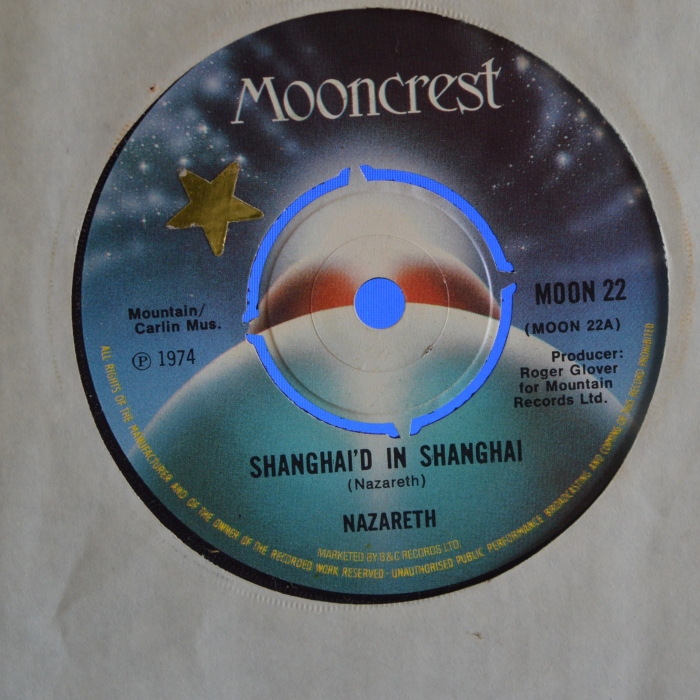 Mooncrest
MOON 22
(MOON 22A)
Mountain/
Carlin Mus.
Ⓟ 1974
Producer:
Roger Glover
for Mountain
Records Ltd.
SHANGHAI'D IN SHANGHAI
(Nazareth)
NAZARETH
MARKETED BY B&C RECORDS LTD.
ALL RIGHTS OF THE MANUFACTURER AND OF THE OWNER OF THE RECORDED WORK RESERVED · UNAUTHORISED PUBLIC PERFORMANCE BROADCASTING AND COPYING OF THIS RECORD PROHIBITED